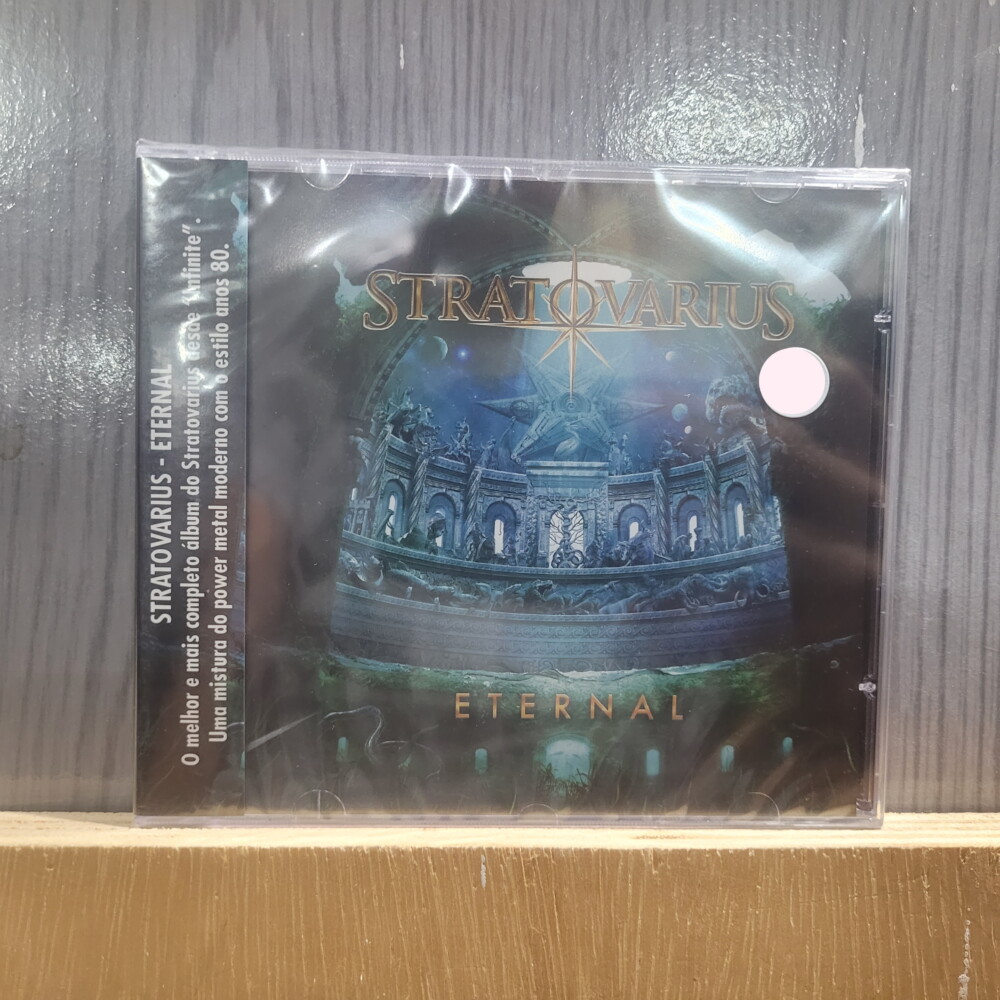 STRATOVARIUS - ETERNAL
O melhor e mais completo álbum do Stratovarius desde "Infinite".
Uma mistura do power metal moderno com o estilo anos 80.
STRATOVARIUS
ETERNAL